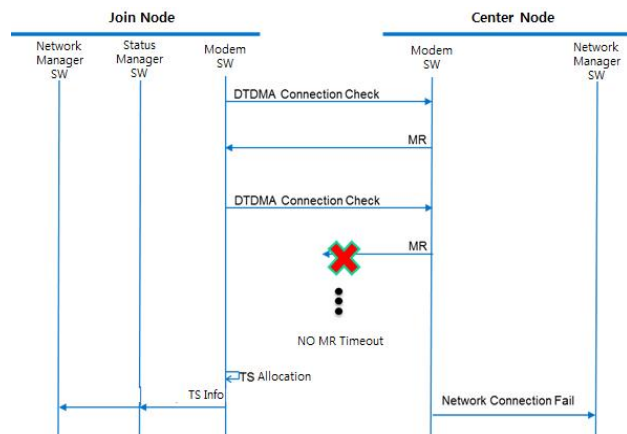 Join Node
Center Node
Network
Manager
SW
Status
Manager
SW
Modem
SW
Modem
SW
Network
Manager
SW
DTDMA Connection Check
MR
DTDMA Connection Check
MR
NO MR Timeout
TS Allocation
TS Info
Network Connection Fail